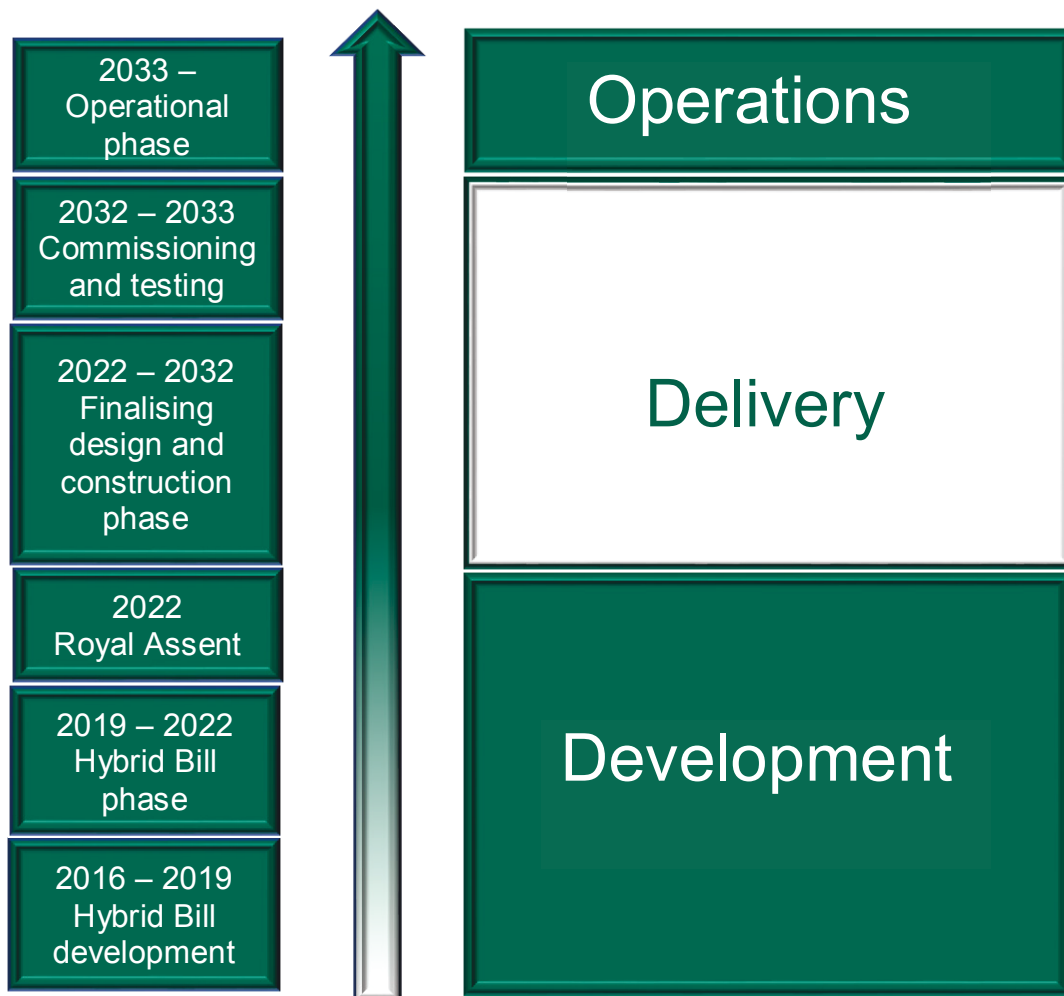 2033 –
Operational
phase
2032 – 2033
Commissioning
and testing
2022 – 2032
Finalising
design and
construction
phase
2022
Royal Assent
2019 – 2022
Hybrid Bill
phase
2016 – 2019
Hybrid Bill
development
Operations
Delivery
Development